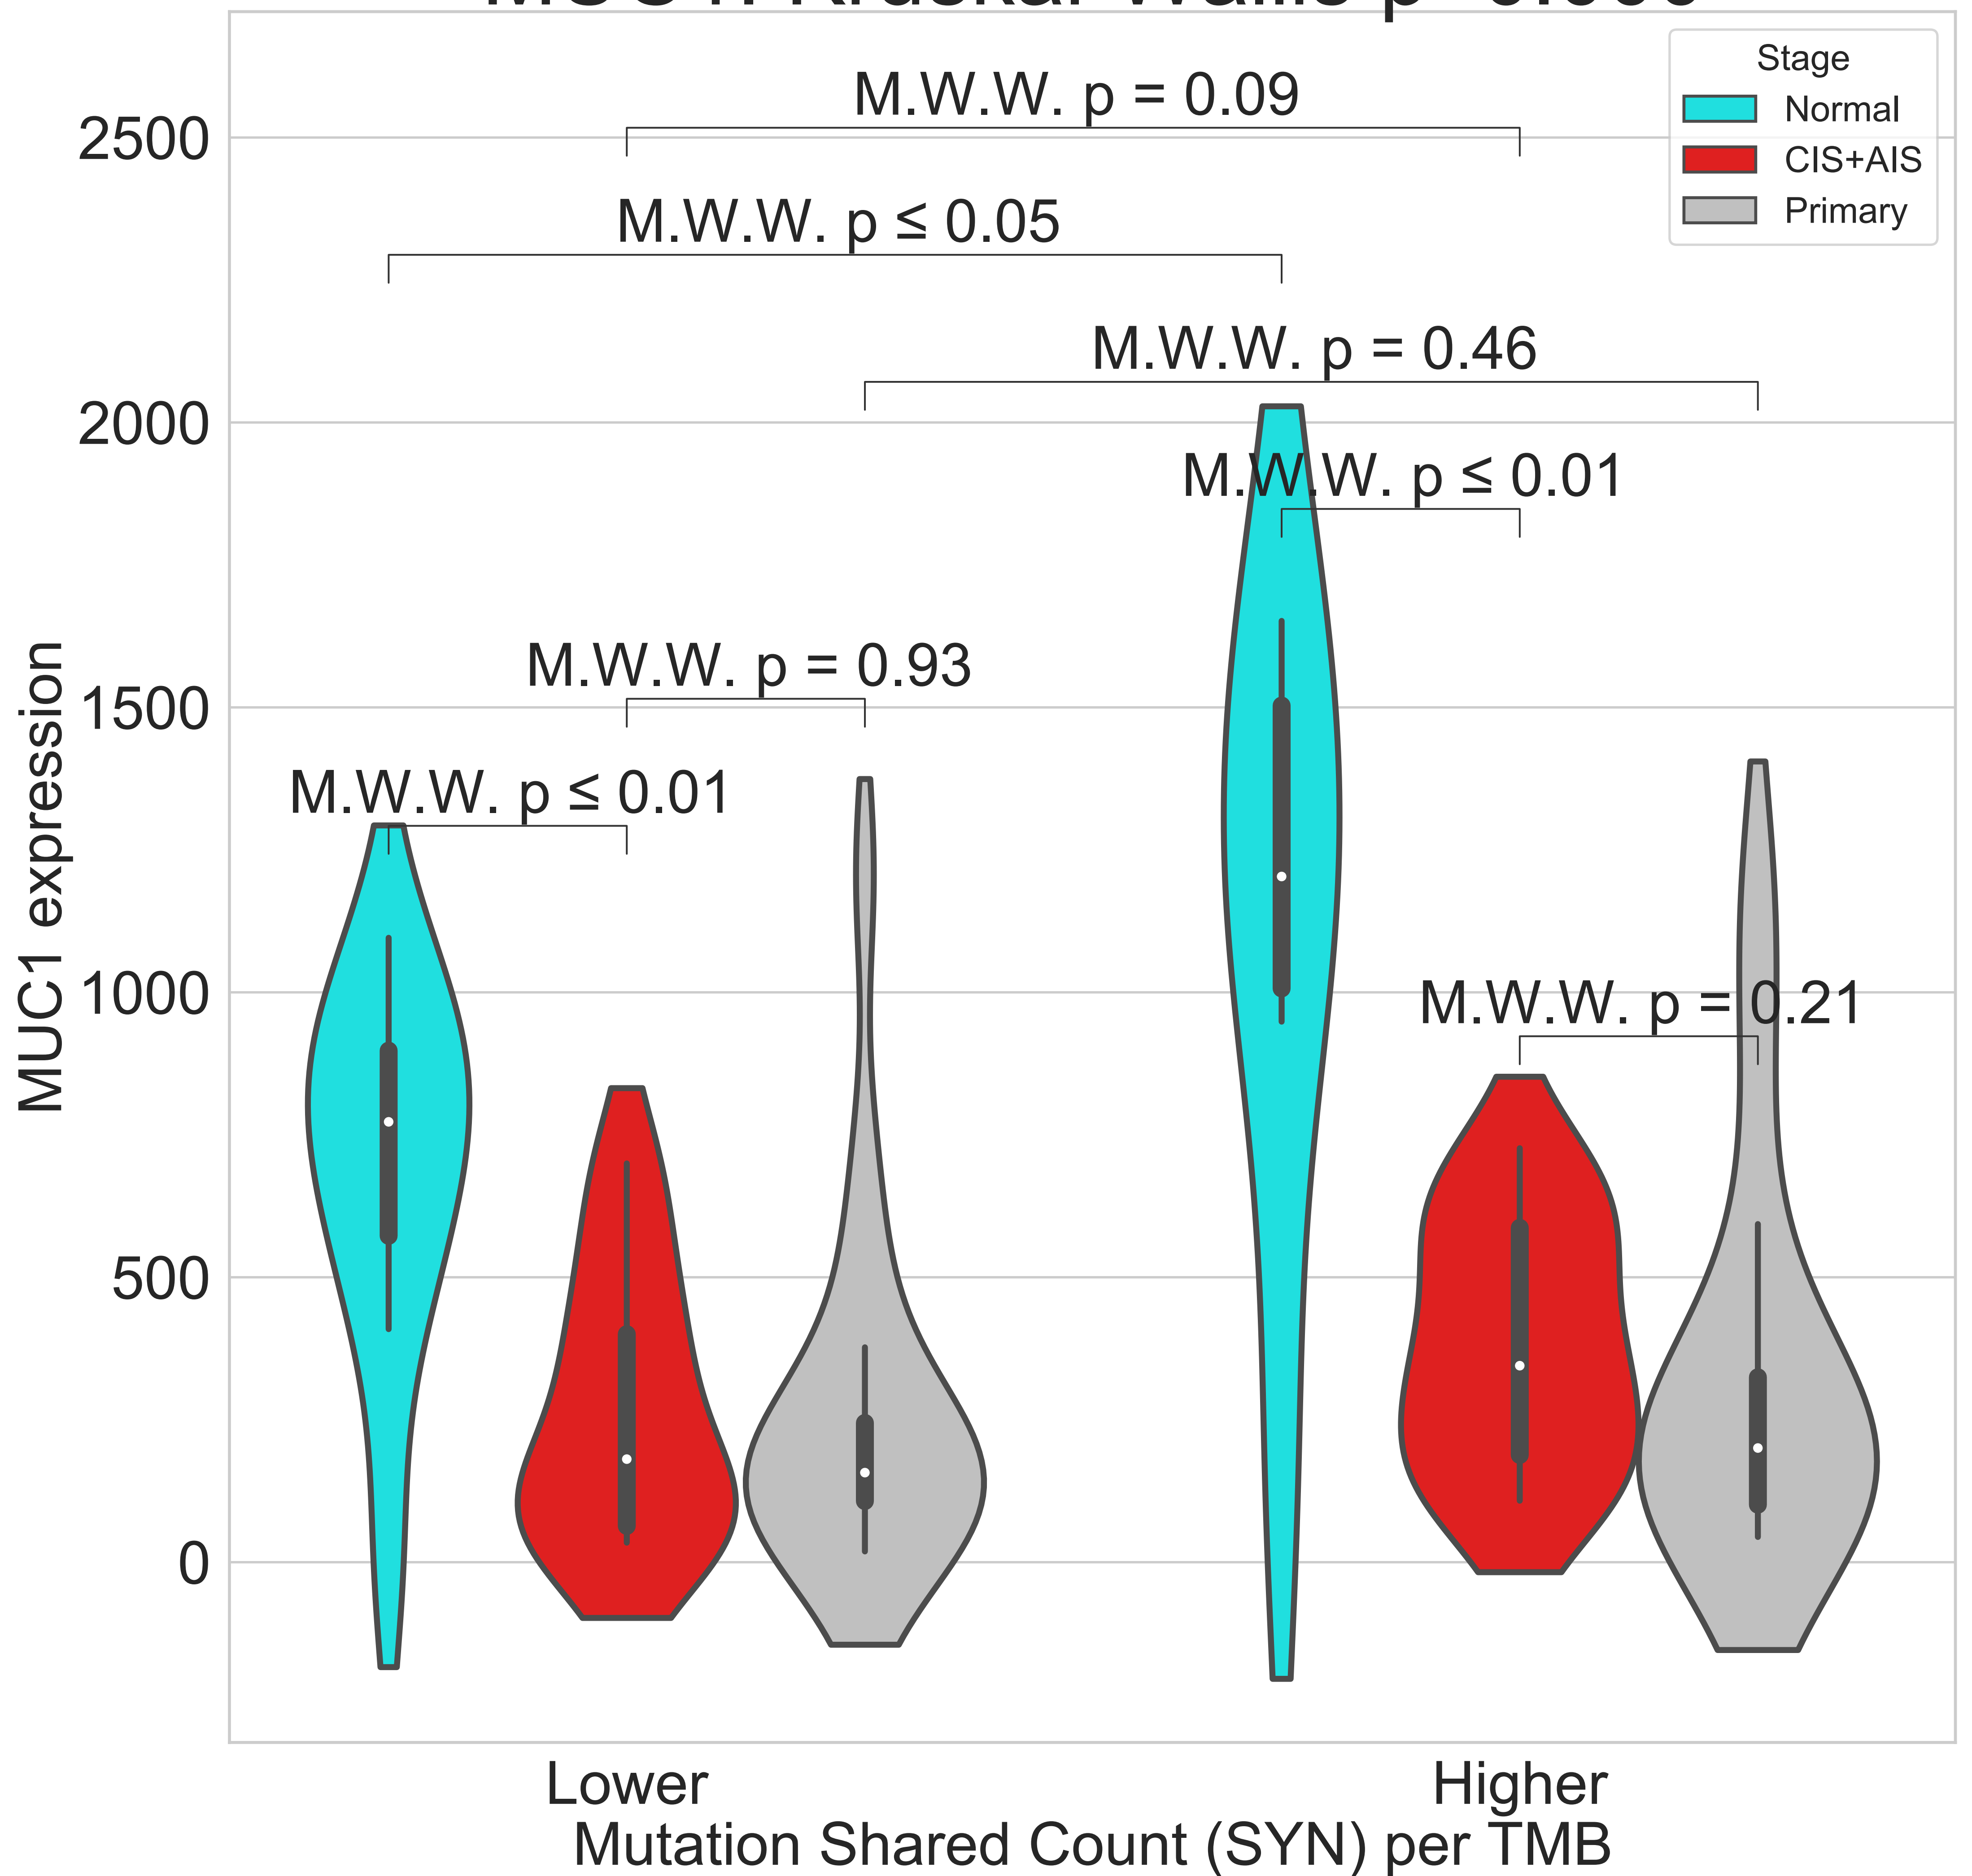 Stage
Normal
CIS+AIS
Primary
M.W.W. p = 0.09
M.W.W. p ≤ 0.05
M.W.W. p = 0.46
M.W.W. p ≤ 0.01
M.W.W. p = 0.93
M.W.W. p ≤ 0.01
M.W.W. p = 0.21
2500
2000
1500
1000
500
0
MUC1 expression
Lower
Higher
Mutation Shared Count (SYN) per TMB